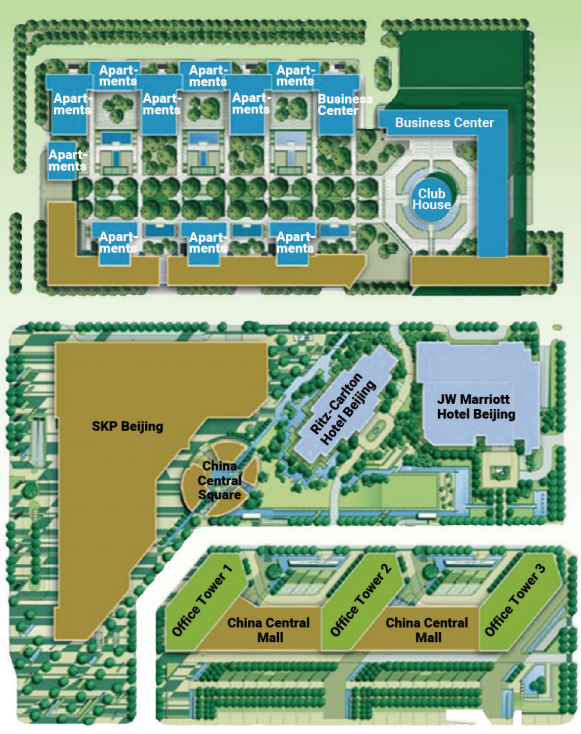 Apart-
ments
Apart-
ments
Apart-
ments
Apart-
ments
Apart-
ments
Apart-
ments
Business
Center
Business Center
Apart-
ments
Club
House
Apart-
ments
Apart-
ments
Apart-
ments
SKP Beijing
Ritz-Carlton
Hotel Beijing
JW Marriott
Hotel Beijing
China
Central
Square
Office Tower 1
Office Tower 2
Office Tower 3
China Central
Mall
China Central
Mall